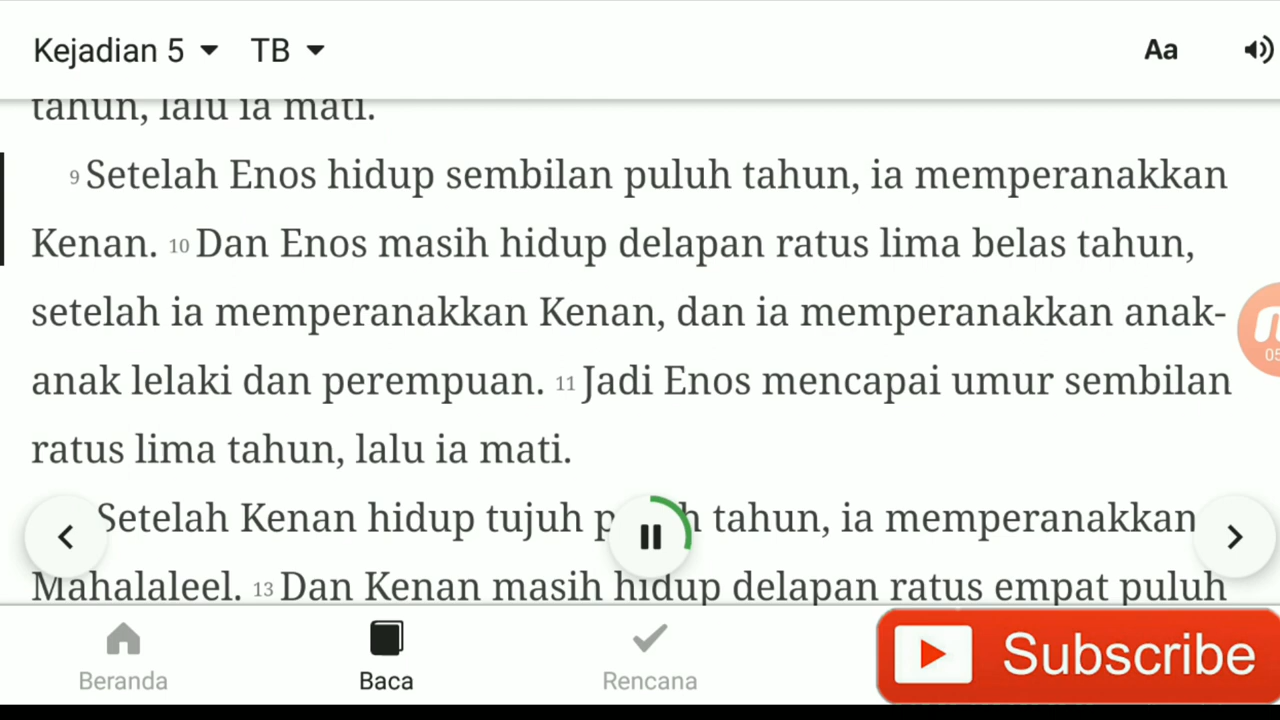 Kejadian 5 TB Aa
tahun, lalu ia mati.
9 Setelah Enos hidup sembilan puluh tahun, ia memperanakkan
Kenan. 10 Dan Enos masih hidup delapan ratus lima belas tahun,
setelah ia memperanakkan Kenan, dan ia memperanakkan anak-
anak lelaki dan perempuan. 11 Jadi Enos mencapai umur sembilan
ratus lima tahun, lalu ia mati.
Setelah Kenan hidup tujuh tahun, ia memperanakkan
Mahalaleel. 13 Dan Kenan masih hidup delapan ratus empat puluh
Beranda Baca Rencana Subscribe